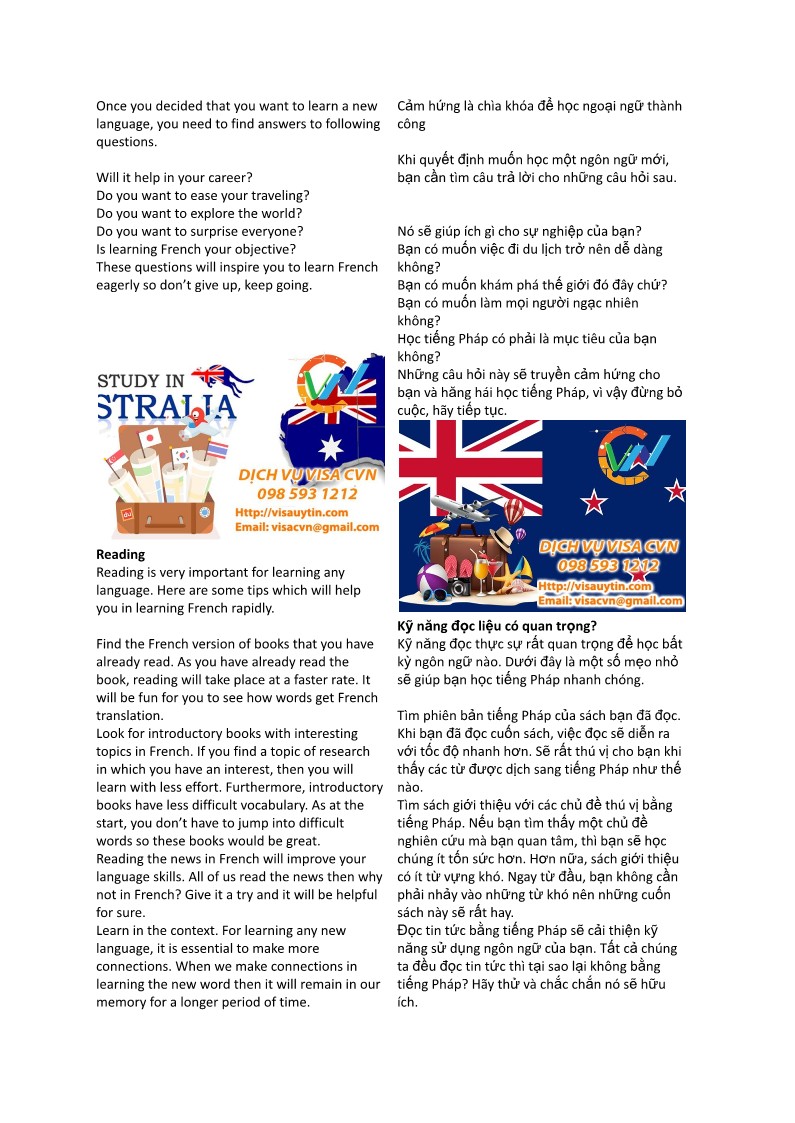 Once you decided that you want to learn a new
language, you need to find answers to following
questions.
Will it help in your career?
Do you want to ease your traveling?
Do you want to explore the world?
Do you want to surprise everyone?
Is learning French your objective?
These questions will inspire you to learn French
eagerly so don’t give up, keep going.
STUDY IN
STRALIA
CVN
DỊCH VỤ VISA CVN
098 593 1212
Http://visauytin.com
Email: visacvn@gmail.com
Reading
Reading is very important for learning any
language. Here are some tips which will help
you in learning French rapidly.
Find the French version of books that you have
already read. As you have already read the
book, reading will take place at a faster rate. It
will be fun for you to see how words get French
translation.
Look for introductory books with interesting
topics in French. If you find a topic of research
in which you have an interest, then you will
learn with less effort. Furthermore, introductory
books have less difficult vocabulary. As at the
start, you don’t have to jump into difficult
words so these books would be great.
Reading the news in French will improve your
language skills. All of us read the news then why
not in French? Give it a try and it will be helpful
for sure.
Learn in the context. For learning any new
language, it is essential to make more
connections. When we make connections in
learning the new word then it will remain in our
memory for a longer period of time.
Cảm hứng là chìa khóa để học ngoại ngữ thành
công
Khi quyết định muốn học một ngôn ngữ mới,
bạn cần tìm câu trả lời cho những câu hỏi sau.
Nó sẽ giúp ích gì cho sự nghiệp của bạn?
Bạn có muốn việc đi du lịch trở nên dễ dàng
không?
Bạn có muốn khám phá thế giới đó đây chứ?
Bạn có muốn làm mọi người ngạc nhiên
không?
Học tiếng Pháp có phải là mục tiêu của bạn
không?
Những câu hỏi này sẽ truyền cảm hứng cho
bạn và hăng hái học tiếng Pháp, vì vậy đừng bỏ
cuộc, hãy tiếp tục.
CVN
DỊCH VỤ VISA CVN
098 593 1212
Http://visauytin.com
Email: visacvn@gmail.com
Kỹ năng đọc liệu có quan trọng?
Kỹ năng đọc thực sự rất quan trọng để học bất
kỳ ngôn ngữ nào. Dưới đây là một số mẹo nhỏ
sẽ giúp bạn học tiếng Pháp nhanh chóng.
Tìm phiên bản tiếng Pháp của sách bạn đã đọc.
Khi bạn đã đọc cuốn sách, việc đọc sẽ diễn ra
với tốc độ nhanh hơn. Sẽ rất thú vị cho bạn khi
thấy các từ được dịch sang tiếng Pháp như thế
nào.
Tìm sách giới thiệu với các chủ đề thú vị bằng
tiếng Pháp. Nếu bạn tìm thấy một chủ đề
nghiên cứu mà bạn quan tâm, thì bạn sẽ học
chúng ít tốn sức hơn. Hơn nữa, sách giới thiệu
có ít từ vựng khó. Ngay từ đầu, bạn không cần
phải nhảy vào những từ khó nên những cuốn
sách này sẽ rất hay.
Đọc tin tức bằng tiếng Pháp sẽ cải thiện kỹ
năng sử dụng ngôn ngữ của bạn. Tất cả chúng
ta đều đọc tin tức thì tại sao lại không bằng
tiếng Pháp? Hãy thử và chắc chắn nó sẽ hữu
ích.